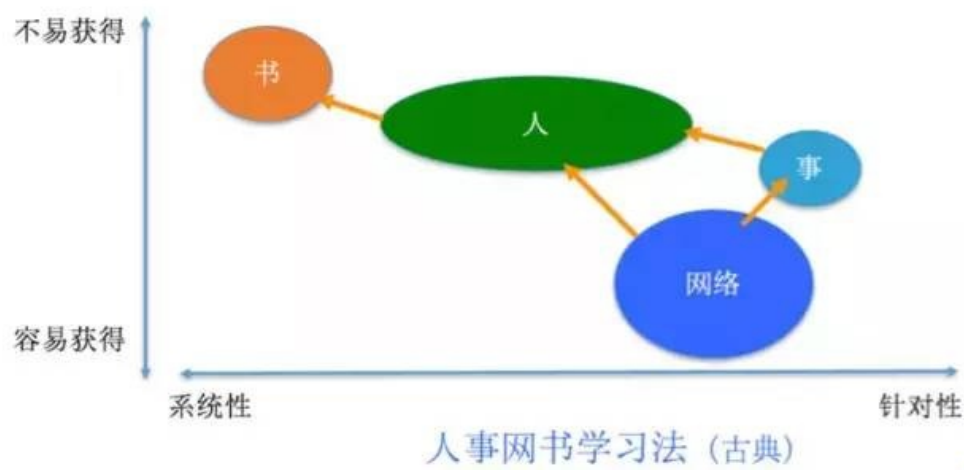 不易获得
书
人
事
网络
容易获得
系统性
针对性
人事网书学习法（古典）